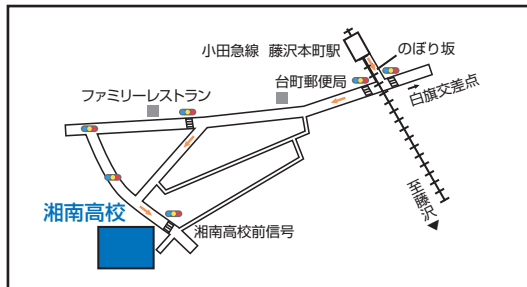 小田急線 藤沢本町駅
のぼり坂
台町郵便局
白旗交差点
ファミリーレストラン
至藤沢
湘南高校
湘南高校前信号